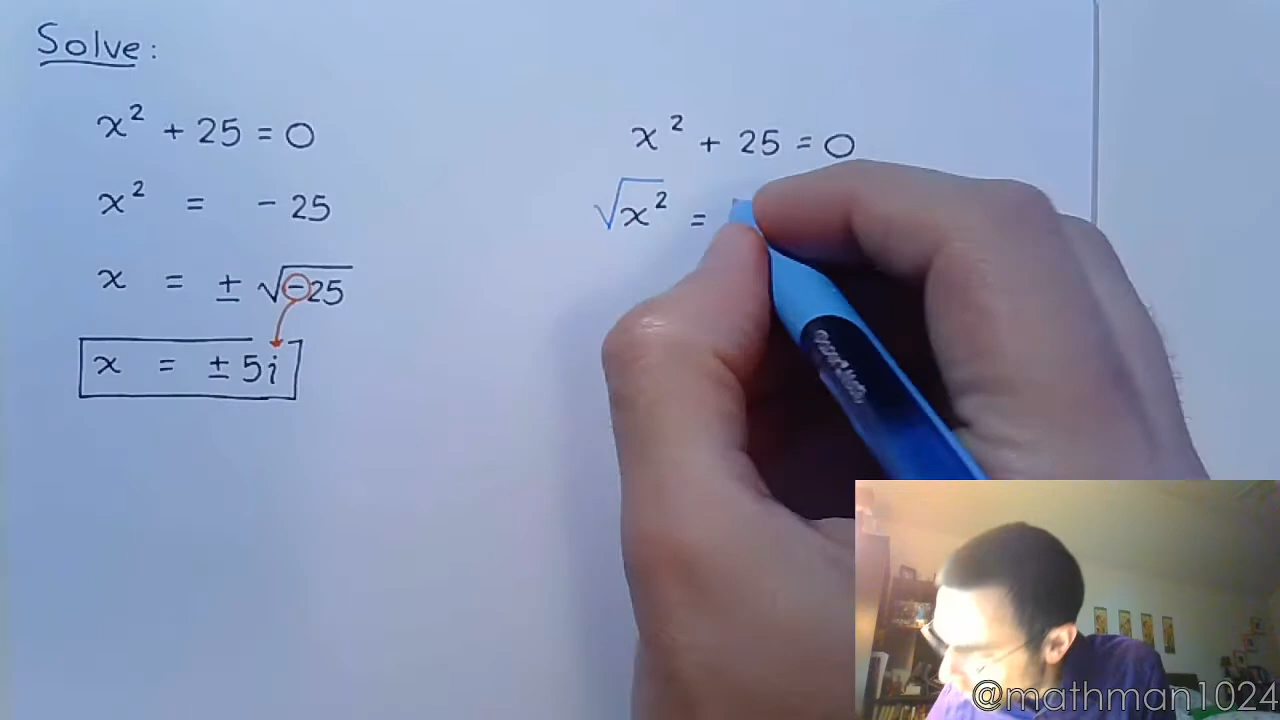 Solve:
x² + 25 = 0
x² = - 25
x = ± √-25
x = ± 5i
x² + 25 = 0
√x² =
@mathman1024